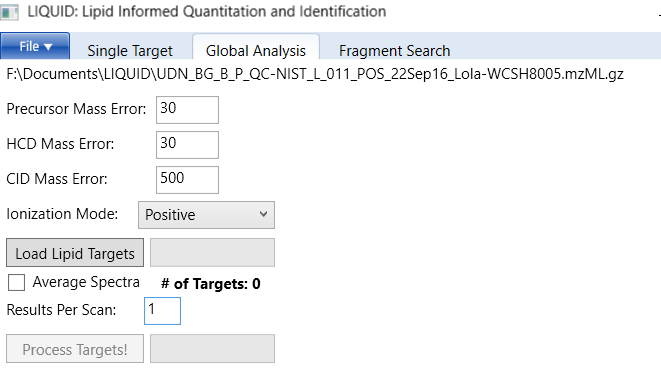 LIQUID: Lipid Informed Quantitation and Identification
File Single Target Global Analysis Fragment Search
F:\Documents\LIQUID\UDN_BG_B_P_QC-NIST_L_011_POS_22Sep16_Lola-WCSH8005.mzML.gz
Precursor Mass Error: 30
HCD Mass Error: 30
CID Mass Error: 500
Ionization Mode: Positive
Load Lipid Targets
Average Spectra # of Targets: 0
Results Per Scan: 1
Process Targets!